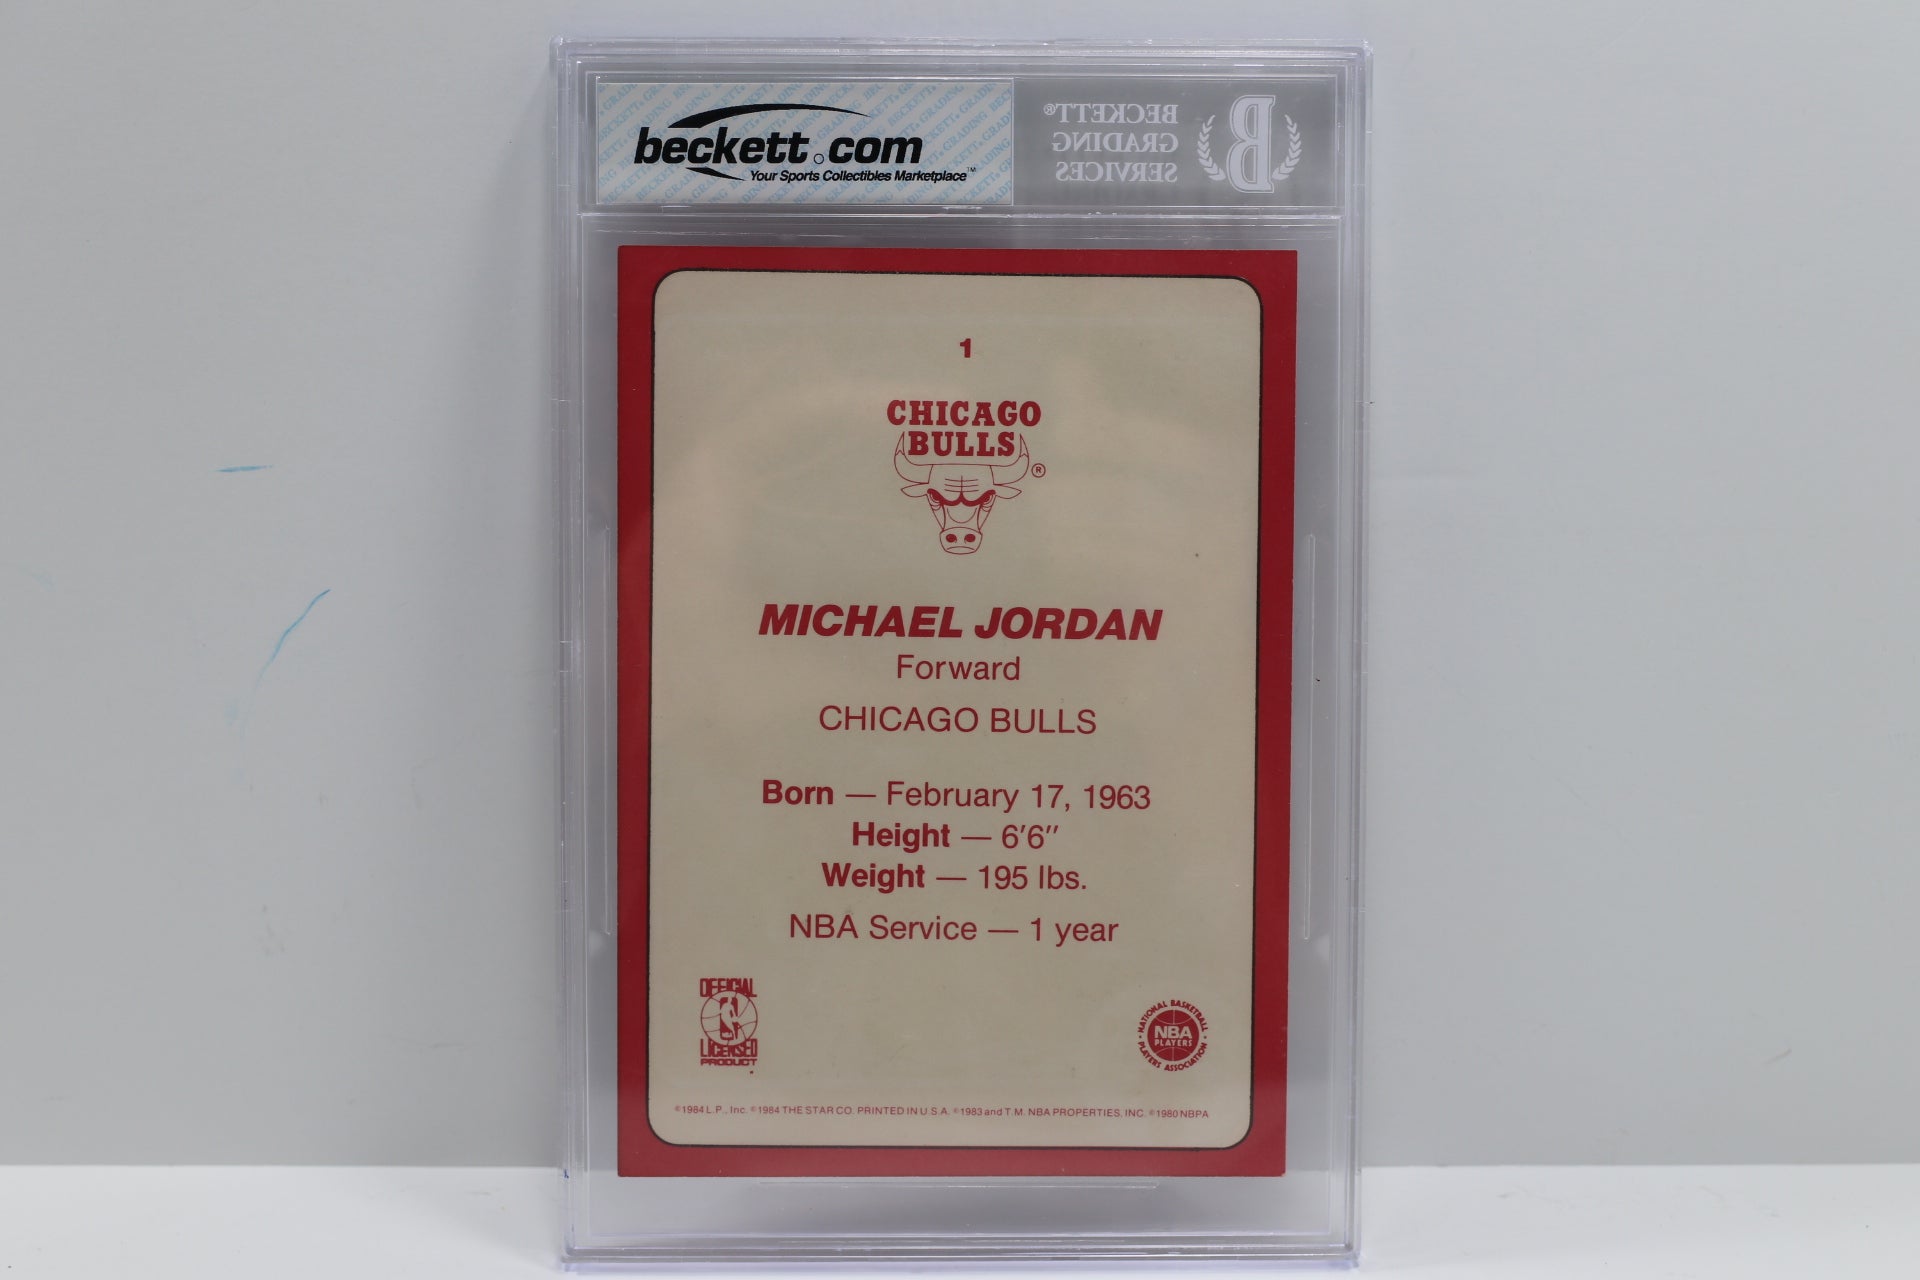 beckett.com
Your Sports Collectibles Marketplace™
BECKETT®
GRADING
SERVICES
B
1
CHICAGO
BULLS
®
MICHAEL JORDAN
Forward
CHICAGO BULLS
Born — February 17, 1963
Height — 6'6"
Weight — 195 lbs.
NBA Service — 1 year
OFFICIAL
LICENSED
PRODUCT
NATIONAL BASKETBALL
NBA
PLAYERS
PLAYERS ASSOCIATION
©1984 L.P., Inc. ©1984 THE STAR CO. PRINTED IN U.S.A. ©1983 and T.M. NBA PROPERTIES, INC. ©1980 NBPA